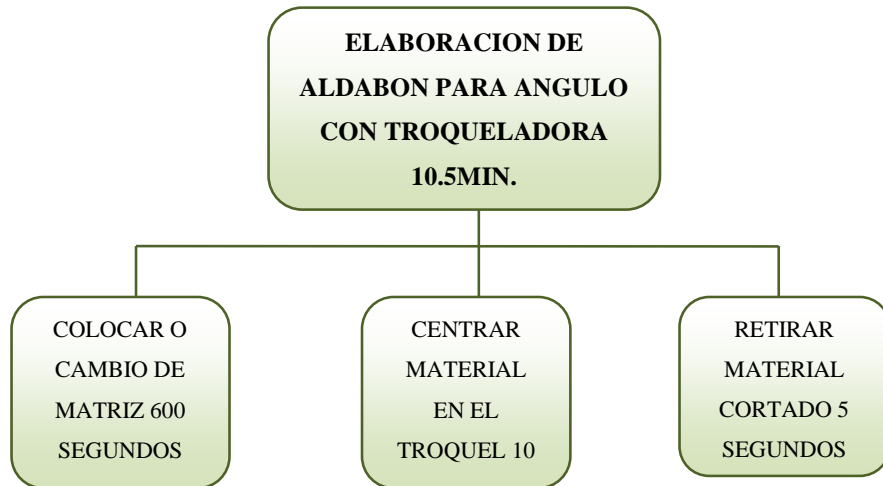 ELABORACION DE
ALDABON PARA ANGULO
CON TROQUELADORA
10.5MIN.
COLOCAR O
CAMBIO DE
MATRIZ 600
SEGUNDOS
CENTRAR
MATERIAL
EN EL
TROQUEL 10
RETIRAR
MATERIAL
CORTADO 5
SEGUNDOS